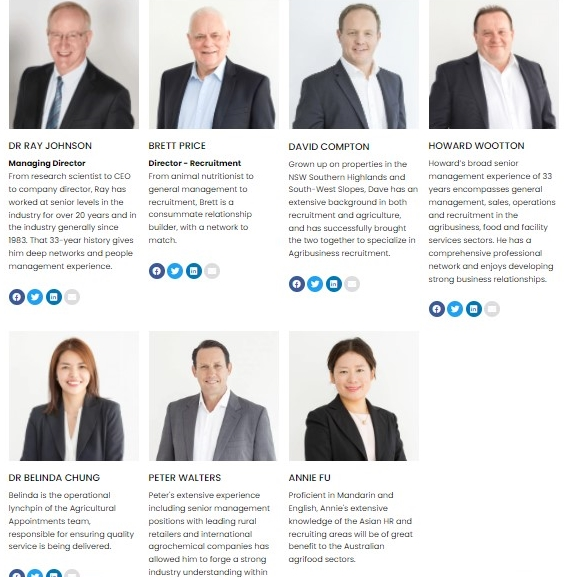 DR RAY JOHNSON
Managing Director
From research scientist to CEO
to company director, Ray has
worked at senior levels in the
industry for over 20 years and in
the industry generally since
1983. That 33-year history gives
him deep networks and people
management experience.
BRETT PRICE
Director - Recruitment
From animal nutritionist to
general management to
recruitment, Brett is a
consummate relationship
builder, with a network to
match.
DAVID COMPTON
Grown up on properties in the
NSW Southern Highlands and
South-West Slopes, Dave has an
extensive background in both
recruitment and agriculture,
and has successfully brought
the two together to specialize in
Agribusiness recruitment.
HOWARD WOOTTON
Howard's broad senior
management experience of 33
years encompasses general
management, sales, operations
and recruitment in the
agribusiness, food and facility
services sectors. He has a
comprehensive professional
network and enjoys developing
strong business relationships.
DR BELINDA CHUNG
Belinda is the operational
lynchpin of the Agricultural
Appointments team,
responsible for ensuring quality
service is being delivered.
PETER WALTERS
Peter's extensive experience
including senior management
positions with leading rural
retailers and international
agrochemical companies has
allowed him to forge a strong
industry understanding within
ANNIE FU
Proficient in Mandarin and
English, Annie's extensive
knowledge of the Asian HR and
recruiting areas will be of great
benefit to the Australian
agrifood sectors.